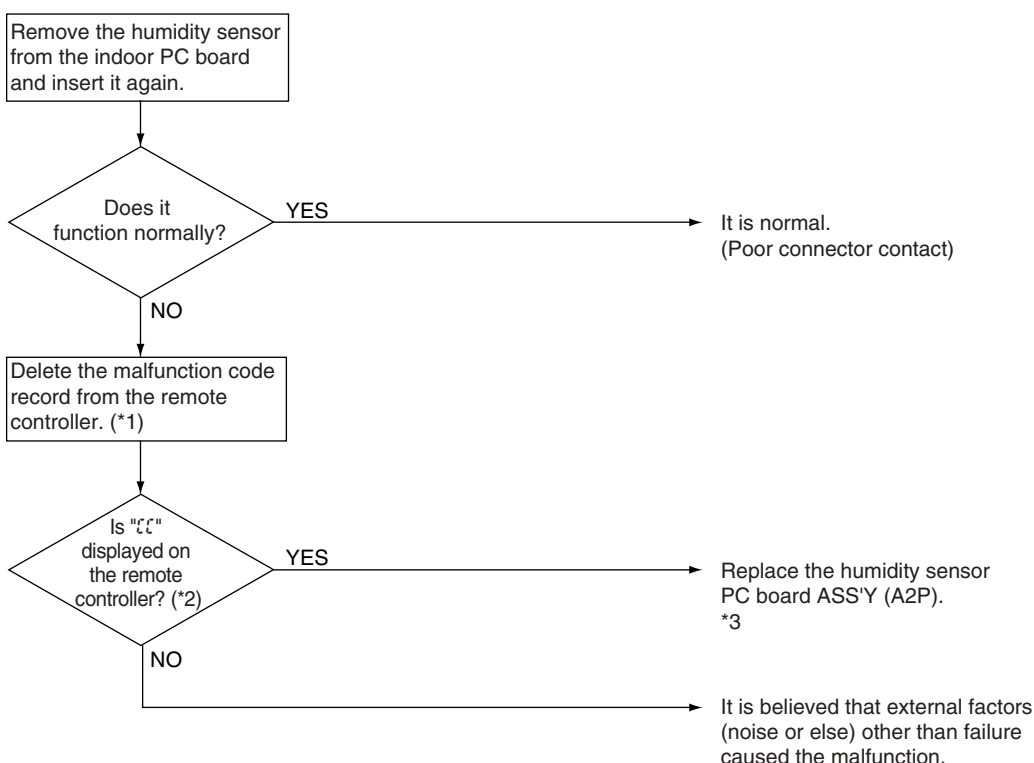 Remove the humidity sensor
from the indoor PC board
and insert it again.
Does it
function normally?
YES
It is normal.
(Poor connector contact)
NO
Delete the malfunction code
record from the remote
controller. (*1)
Is "CC"
displayed on
the remote
controller? (*2)
YES
Replace the humidity sensor
PC board ASS'Y (A2P).
*3
NO
It is believed that external factors
(noise or else) other than failure
caused the malfunction.